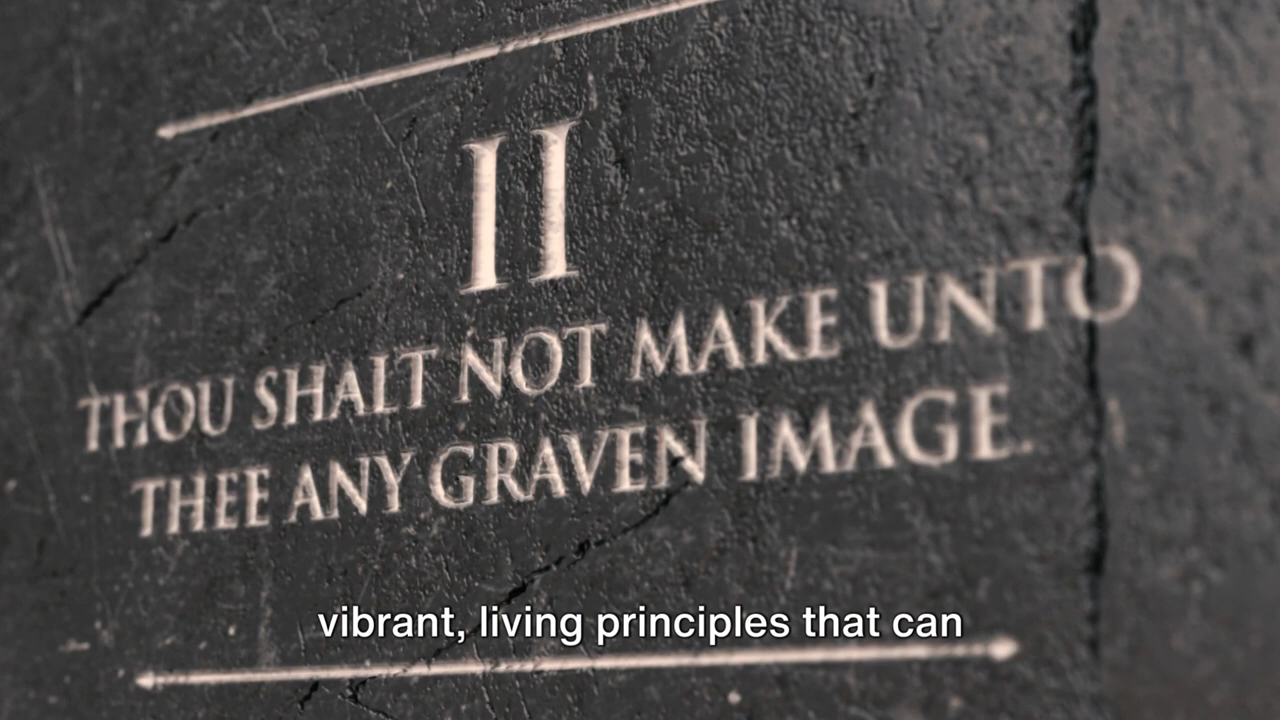 II
THOU SHALT NOT MAKE UNTO
THEE ANY GRAVEN IMAGE.
vibrant, living principles that can